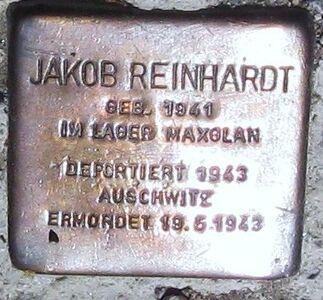 JAKOB REINHARDT
GEB. 1941
IM LAGER MAXGLAN
DEPORTIERT 1943
AUSCHWITZ
ERMORDET 19.6.1943